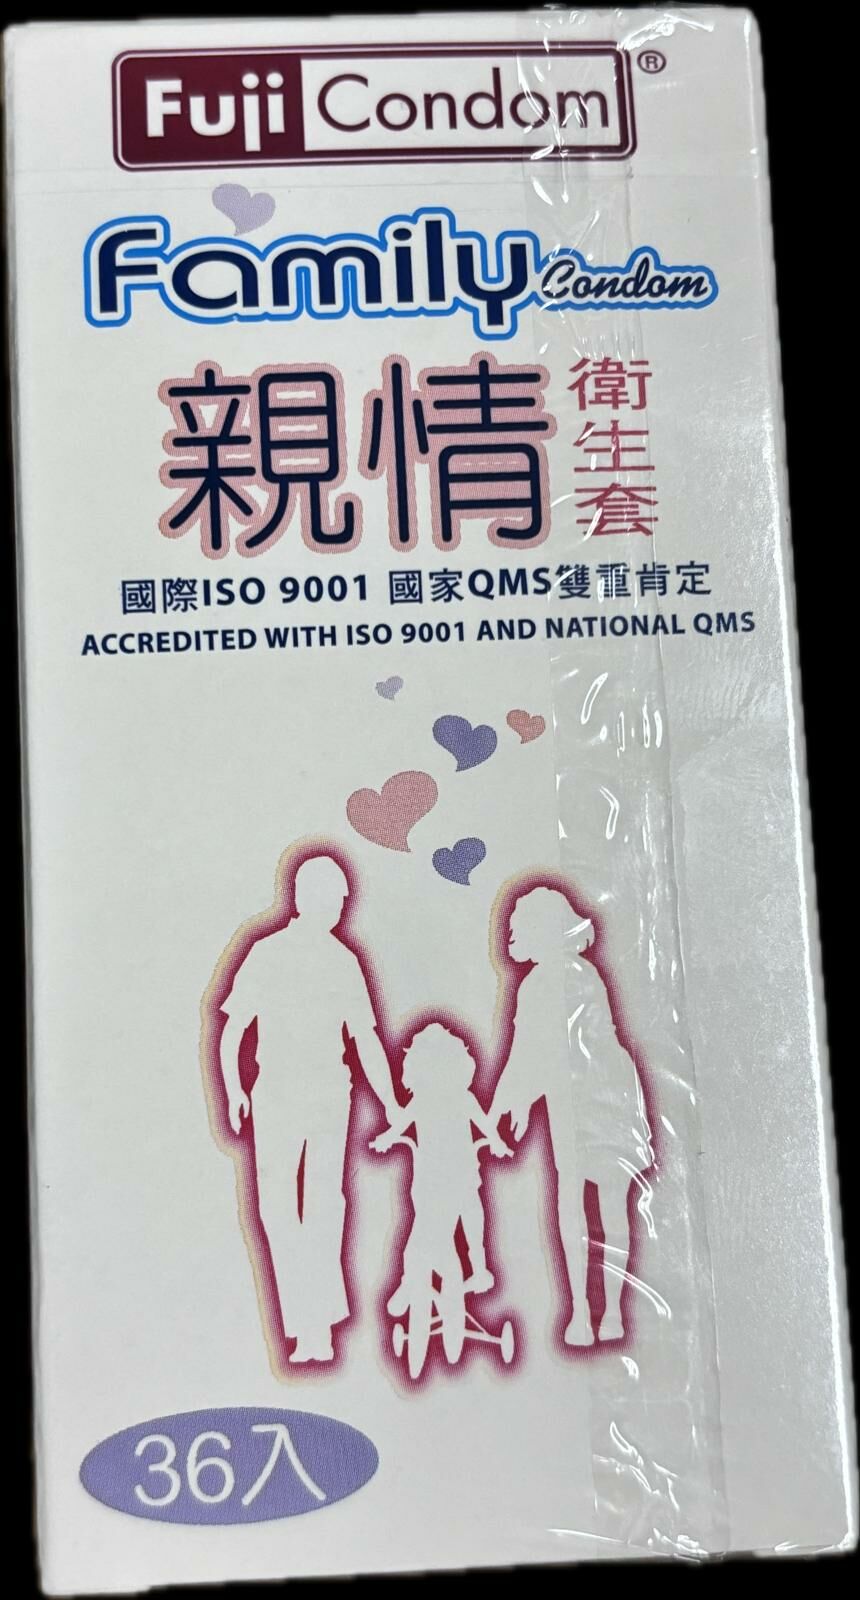 Fuji Condom®
Family Condom
親情 衛生套
國際ISO 9001 國家QMS雙重肯定
ACCREDITED WITH ISO 9001 AND NATIONAL QMS
36入